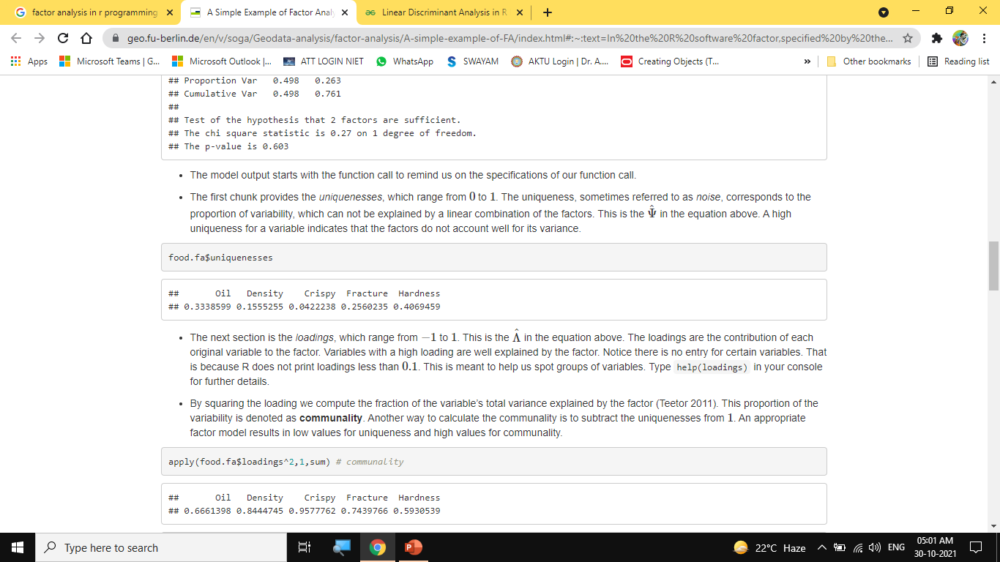 factor analysis in r programming
A Simple Example of Factor Analy
Linear Discriminant Analysis in R
geo.fu-berlin.de/en/v/soga/Geodata-analysis/factor-analysis/A-simple-example-of-FA/index.html#:~:text=In%20the%20R%20software%20factor,specified%20by%20the...
Apps
Microsoft Teams | G...
Microsoft Outlook |...
ATT LOGIN NIET
WhatsApp
SWAYAM
AKTU Login | Dr. A....
Creating Objects (T...
»
Other bookmarks
Reading list
## Proportion Var   0.498   0.263
## Cumulative Var   0.498   0.761
##
## Test of the hypothesis that 2 factors are sufficient.
## The chi square statistic is 0.27 on 1 degree of freedom.
## The p-value is 0.603
• The model output starts with the function call to remind us on the specifications of our function call.
• The first chunk provides the uniquenesses, which range from 0 to 1. The uniqueness, sometimes referred to as noise, corresponds to the
proportion of variability, which can not be explained by a linear combination of the factors. This is the Ψ̂ in the equation above. A high
uniqueness for a variable indicates that the factors do not account well for its variance.
food.fa$uniquenesses
##       Oil   Density    Crispy  Fracture  Hardness
## 0.3338599 0.1555255 0.0422238 0.2560235 0.4069459
• The next section is the loadings, which range from −1 to 1. This is the Λ̂ in the equation above. The loadings are the contribution of each
original variable to the factor. Variables with a high loading are well explained by the factor. Notice there is no entry for certain variables. That
is because R does not print loadings less than 0.1. This is meant to help us spot groups of variables. Type help(loadings) in your console
for further details.
• By squaring the loading we compute the fraction of the variable's total variance explained by the factor (Teetor 2011). This proportion of the
variability is denoted as communality. Another way to calculate the communality is to subtract the uniquenesses from 1. An appropriate
factor model results in low values for uniqueness and high values for communality.
apply(food.fa$loadings^2,1,sum) # communality
##       Oil   Density    Crispy  Fracture  Hardness
## 0.6661398 0.8444745 0.9577762 0.7439766 0.5930539
Type here to search
22°C Haze
ENG
05:01 AM
30-10-2021